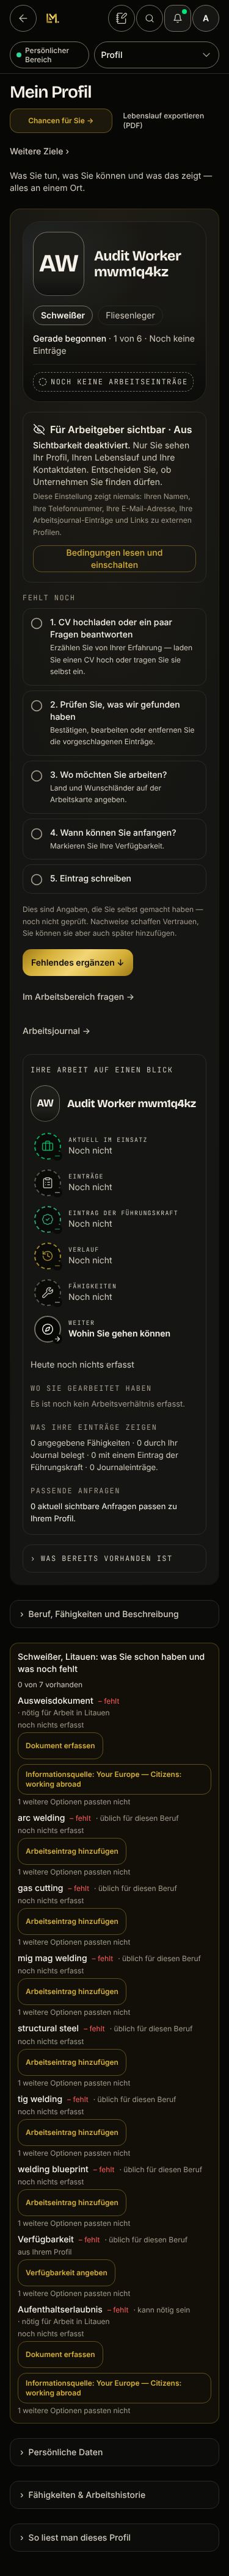 A
Persönlicher
Bereich
Profil
Mein Profil
Chancen für Sie →
Lebenslauf exportieren
(PDF)
Weitere Ziele ›
Was Sie tun, was Sie können und was das zeigt —
alles an einem Ort.
AW
Audit Worker
mwm1q4kz
Schweißer
Fliesenleger
Gerade begonnen · 1 von 6 · Noch keine
Einträge
NOCH KEINE ARBEITSEINTRÄGE
Für Arbeitgeber sichtbar · Aus
Sichtbarkeit deaktiviert. Nur Sie sehen
Ihr Profil, Ihren Lebenslauf und Ihre
Kontaktdaten. Entscheiden Sie, ob
Unternehmen Sie finden dürfen.
Diese Einstellung zeigt niemals: Ihren Namen,
Ihre Telefonnummer, Ihre E-Mail-Adresse, Ihre
Arbeitsjournal-Einträge und Links zu externen
Profilen.
Bedingungen lesen und
einschalten
FEHLT NOCH
1. CV hochladen oder ein paar
Fragen beantworten
Erzählen Sie von Ihrer Erfahrung — laden
Sie einen CV hoch oder tragen Sie sie
selbst ein.
2. Prüfen Sie, was wir gefunden
haben
Bestätigen, bearbeiten oder entfernen Sie
die vorgeschlagenen Einträge.
3. Wo möchten Sie arbeiten?
Land und Wunschländer auf der
Arbeitskarte angeben.
4. Wann können Sie anfangen?
Markieren Sie Ihre Verfügbarkeit.
5. Eintrag schreiben
Dies sind Angaben, die Sie selbst gemacht haben —
noch nicht geprüft. Nachweise schaffen Vertrauen,
Sie können sie aber auch später hinzufügen.
Fehlendes ergänzen ↓
Im Arbeitsbereich fragen →
Arbeitsjournal →
IHRE ARBEIT AUF EINEN BLICK
AW
Audit Worker mwm1q4kz
AKTUELL IM EINSATZ
Noch nicht
EINTRÄGE
Noch nicht
EINTRAG DER FÜHRUNGSKRAFT
Noch nicht
VERLAUF
Noch nicht
FÄHIGKEITEN
Noch nicht
WEITER
Wohin Sie gehen können
Heute noch nichts erfasst
WO SIE GEARBEITET HABEN
Es ist noch kein Arbeitsverhältnis erfasst.
WAS IHRE EINTRÄGE ZEIGEN
0 angegebene Fähigkeiten · 0 durch Ihr
Journal belegt · 0 mit einem Eintrag der
Führungskraft · 0 Journaleinträge.
PASSENDE ANFRAGEN
0 aktuell sichtbare Anfragen passen zu
Ihrem Profil.
› WAS BEREITS VORHANDEN IST
› Beruf, Fähigkeiten und Beschreibung
Schweißer, Litauen: was Sie schon haben und
was noch fehlt
0 von 7 vorhanden
Ausweisdokument – fehlt
· nötig für Arbeit in Litauen
noch nichts erfasst
Dokument erfassen
Informationsquelle: Your Europe — Citizens:
working abroad
1 weitere Optionen passten nicht
arc welding – fehlt · üblich für diesen Beruf
noch nichts erfasst
Arbeitseintrag hinzufügen
1 weitere Optionen passten nicht
gas cutting – fehlt · üblich für diesen Beruf
noch nichts erfasst
Arbeitseintrag hinzufügen
1 weitere Optionen passten nicht
mig mag welding – fehlt · üblich für diesen Beruf
noch nichts erfasst
Arbeitseintrag hinzufügen
1 weitere Optionen passten nicht
structural steel – fehlt · üblich für diesen Beruf
noch nichts erfasst
Arbeitseintrag hinzufügen
1 weitere Optionen passten nicht
tig welding – fehlt · üblich für diesen Beruf
noch nichts erfasst
Arbeitseintrag hinzufügen
1 weitere Optionen passten nicht
welding blueprint – fehlt · üblich für diesen Beruf
noch nichts erfasst
Arbeitseintrag hinzufügen
1 weitere Optionen passten nicht
Verfügbarkeit – fehlt · üblich für diesen Beruf
aus Ihrem Profil
Verfügbarkeit angeben
1 weitere Optionen passten nicht
Aufenthaltserlaubnis – fehlt · kann nötig sein
· nötig für Arbeit in Litauen
noch nichts erfasst
Dokument erfassen
Informationsquelle: Your Europe — Citizens:
working abroad
1 weitere Optionen passten nicht
› Persönliche Daten
› Fähigkeiten & Arbeitshistorie
› So liest man dieses Profil